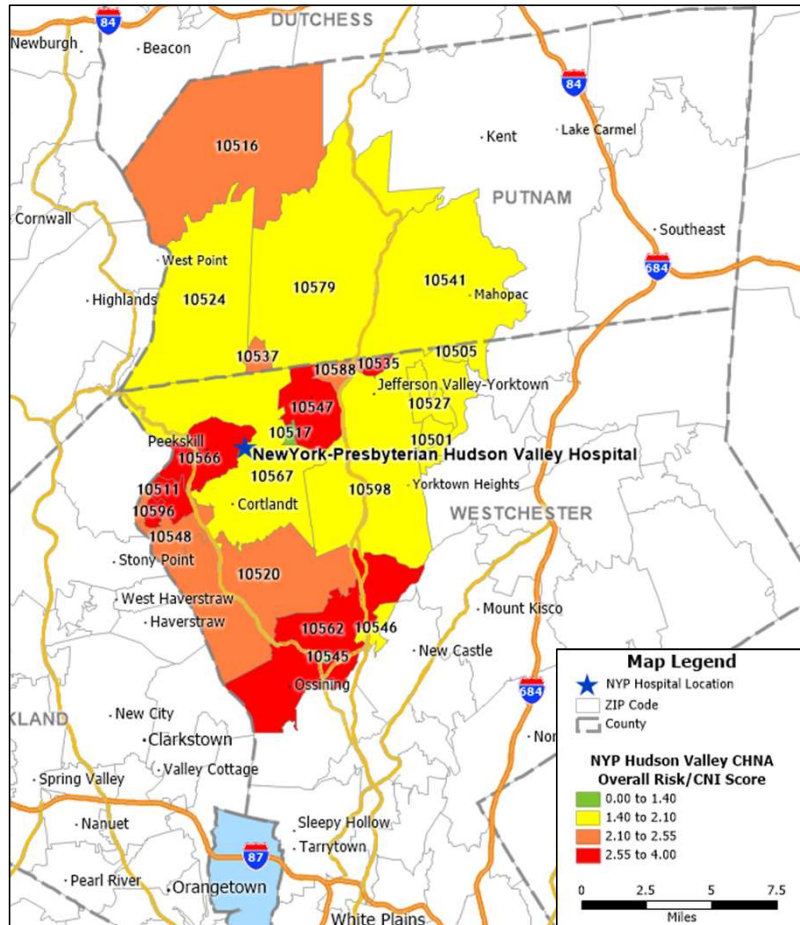 DUTCHESS
84
Newburgh
Beacon
84
10516
Kent
Lake Carmel
PUTNAM
Cornwall
Southeast
West Point
684
10524
10579
10541
Highlands
Mahopac
10505
10537
10588
10535
Jefferson Valley-Yorktown
10547
10527
10517
10501
Peekskill
10566
NewYork-Presbyterian Hudson Valley Hospital
10567
10511
10598
Yorktown Heights
10596
Cortlandt
WESTCHESTER
10548
Stony Point
10520
West Haverstraw
Haverstraw
Mount Kisco
10562
10546
New Castle
10545
Ossining
684
KLAND
New City
Clarkstown
Nor
Valley Cottage
Spring Valley
Nanuet
Sleepy Hollow
Tarrytown
87
Pearl River
Orangetown
White Plains
Map Legend
NYP Hospital Location
ZIP Code
County
NYP Hudson Valley CHNA
Overall Risk/CNI Score
0.00 to 1.40
1.40 to 2.10
2.10 to 2.55
2.55 to 4.00
0 2.5 5 7.5
Miles